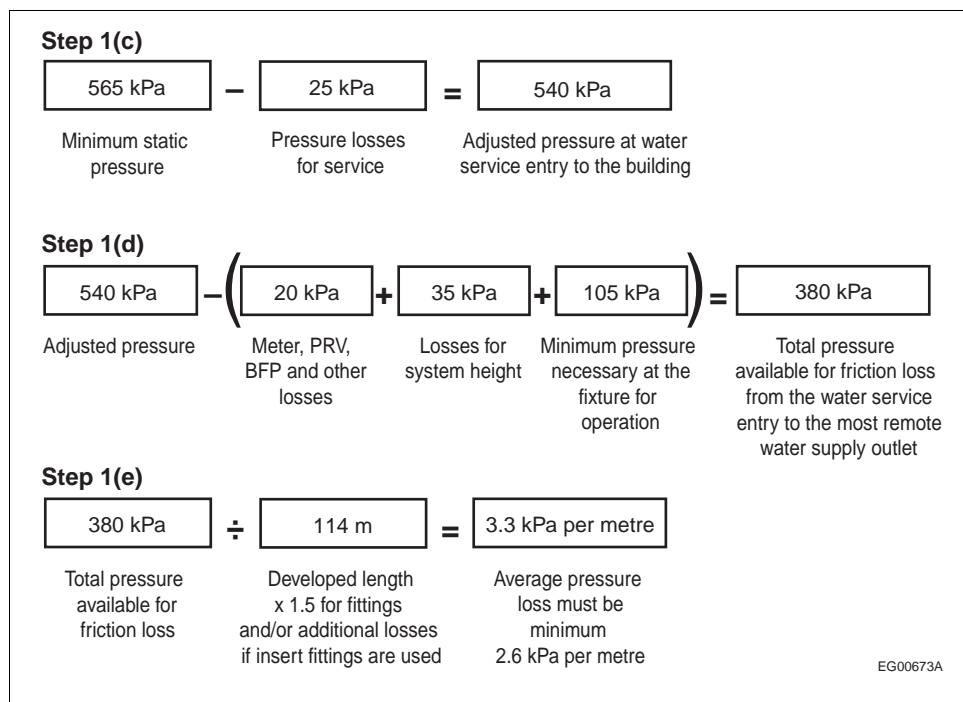 Step 1(c)
565 kPa – 25 kPa = 540 kPa
Minimum static pressure
Pressure losses for service
Adjusted pressure at water service entry to the building
Step 1(d)
540 kPa –( 20 kPa + 35 kPa + 105 kPa ) = 380 kPa
Adjusted pressure
Meter, PRV, BFP and other losses
Losses for system height
Minimum pressure necessary at the fixture for operation
Total pressure available for friction loss from the water service entry to the most remote water supply outlet
Step 1(e)
380 kPa ÷ 114 m = 3.3 kPa per metre
Total pressure available for friction loss
Developed length x 1.5 for fittings and/or additional losses if insert fittings are used
Average pressure loss must be minimum 2.6 kPa per metre
EG00673A